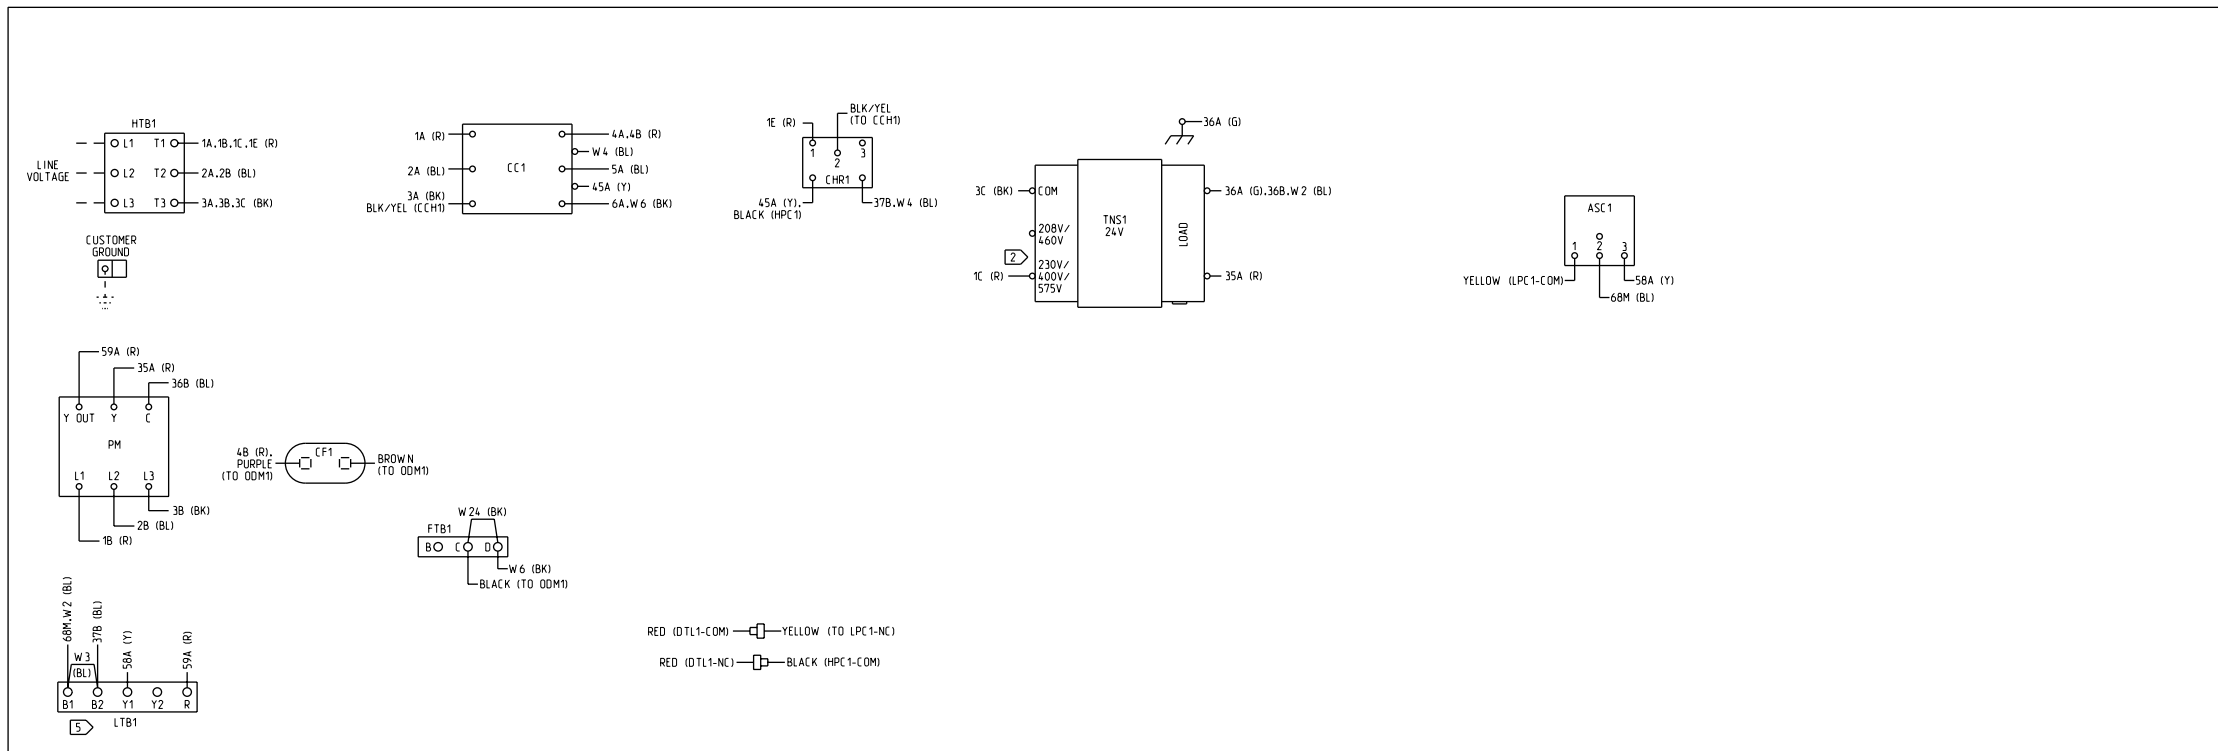 HTB1
L1 T1 1A.1B.1C.1E (R)
LINE
VOLTAGE
L2 T2 2A.2B (BL)
L3 T3 3A.3B.3C (BK)
CUSTOMER
GROUND
1A (R)
2A (BL)
3A (BK)
BLK/YEL (CCH1)
CC1
4A.4B (R)
W4 (BL)
5A (BL)
45A (Y)
6A.W6 (BK)
1E (R)
BLK/YEL
(TO CCH1)
1 2 3
CHR1
45A (Y).
BLACK (HPC1)
37B.W4 (BL)
36A (G)
3C (BK)
COM
208V/
460V
2
230V/
400V/
575V
1C (R)
TNS1
24V
LOAD
36A (G).36B.W2 (BL)
35A (R)
ASC1
1 2 3
YELLOW (LPC1-COM)
58A (Y)
68M (BL)
59A (R)
35A (R)
36B (BL)
Y OUT Y C
PM
L1 L2 L3
3B (BK)
2B (BL)
1B (R)
4B (R).
PURPLE
(TO ODM1)
CF1
BROWN
(TO ODM1)
W24 (BK)
FTB1
B C D
W6 (BK)
BLACK (TO ODM1)
68M.W2 (BL)
37B (BL)
58A (Y)
59A (R)
W3
(BL)
B1 B2 Y1 Y2 R
5
LTB1
RED (DTL1-COM) YELLOW (TO LPC1-NC)
RED (DTL1-NC) BLACK (HPC1-COM)